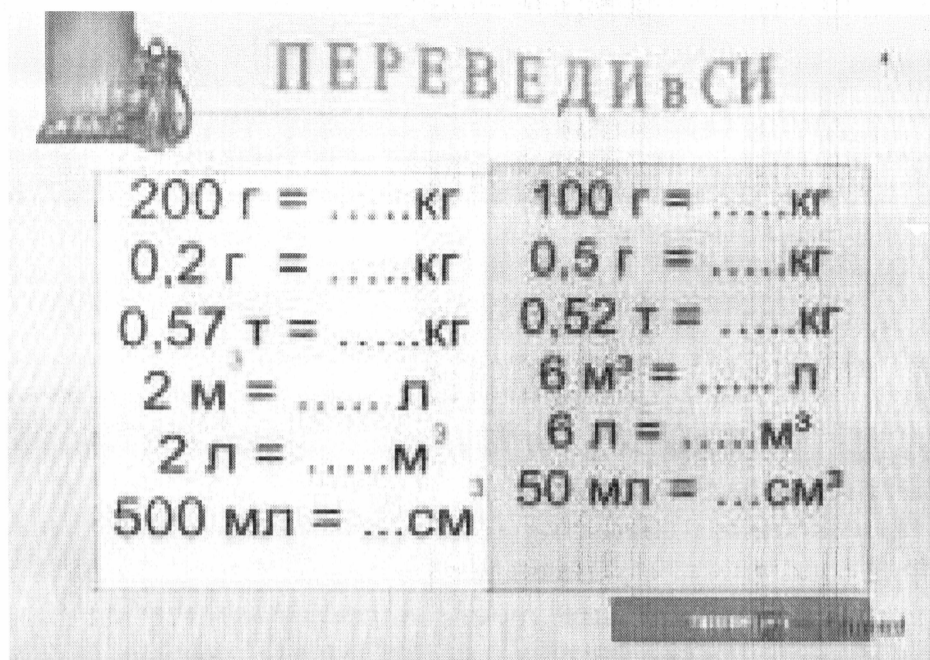 ПЕРЕВЕДИ в СИ
200 г = .....кг
0,2 г = .....кг
0,57 т = .....кг
2 м³ = ..... л
2 л = .....м³
500 мл = ...см³
100 г = .....кг
0,5 г = .....кг
0,52 т = .....кг
6 м³ = ..... л
6 л = .....м³
50 мл = ...см³